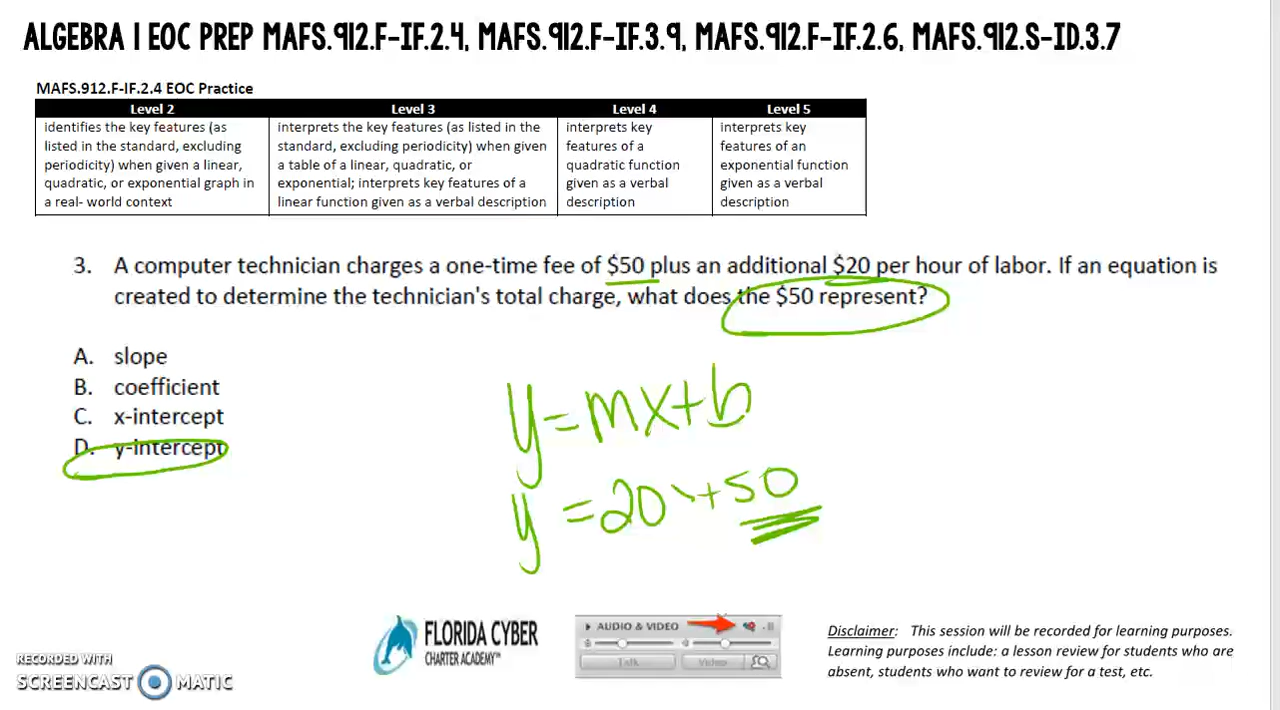 ALGEBRA 1 EOC PREP MAFS.912.F-IF.2.4, MAFS.912.F-IF.3.9, MAFS.912.F-IF.2.6, MAFS.912.S-ID.3.7
MAFS.912.F-IF.2.4 EOC Practice
Level 2
identifies the key features (as
listed in the standard, excluding
periodicity) when given a linear,
quadratic, or exponential graph in
a real- world context
Level 3
interprets the key features (as listed in the
standard, excluding periodicity) when given
a table of a linear, quadratic, or
exponential; interprets key features of a
linear function given as a verbal description
Level 4
interprets key
features of a
quadratic function
given as a verbal
description
Level 5
interprets key
features of an
exponential function
given as a verbal
description
3. A computer technician charges a one-time fee of $50 plus an additional $20 per hour of labor. If an equation is
created to determine the technician's total charge, what does the $50 represent?
A. slope
B. coefficient
C. x-intercept
D. y-intercept
y=mx+b
y=20x+50
FLORIDA CYBER
CHARTER ACADEMY™
AUDIO & VIDEO
Talk
Video
Disclaimer: This session will be recorded for learning purposes.
Learning purposes include: a lesson review for students who are
absent, students who want to review for a test, etc.
RECORDED WITH
SCREENCAST MATIC